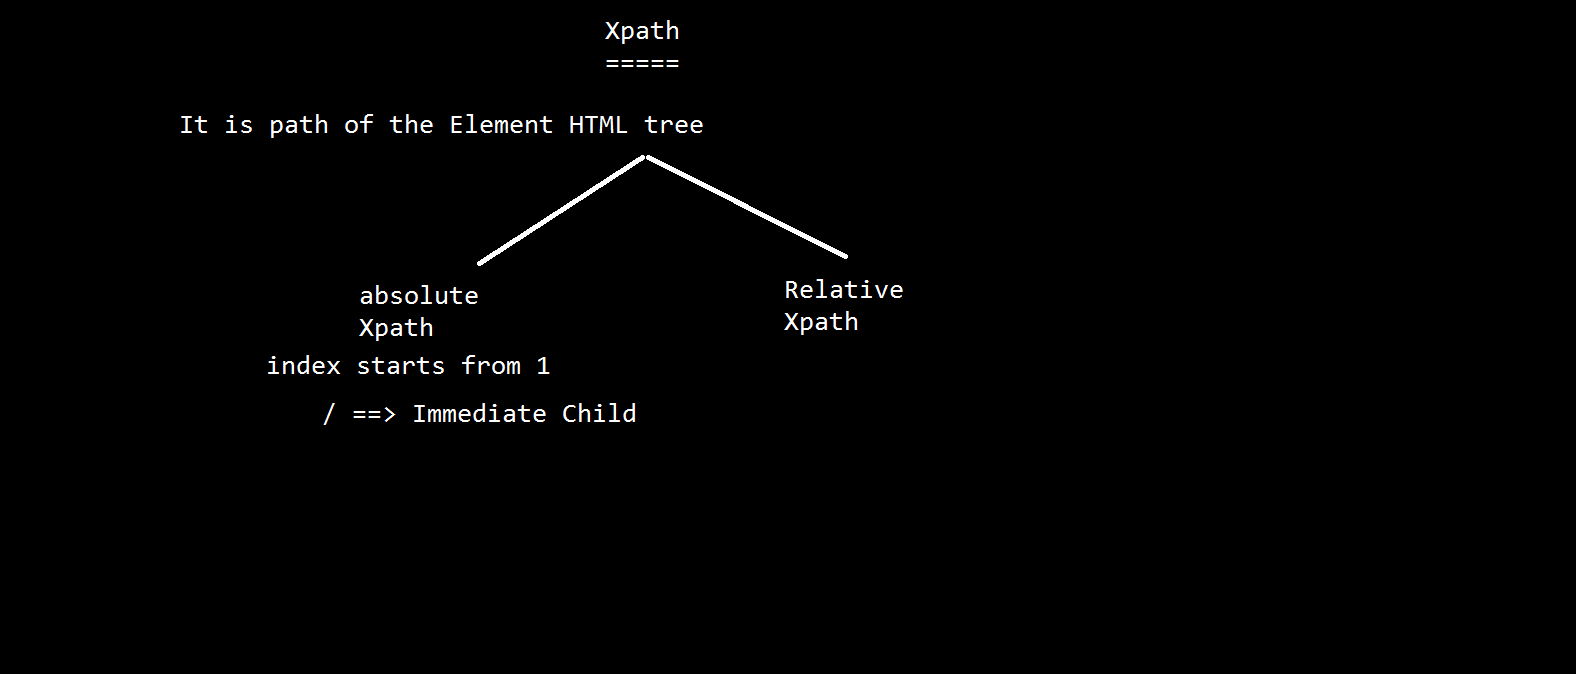 Xpath
=====
It is path of the Element HTML tree
absolute
Xpath
index starts from 1
/ ==> Immediate Child
Relative
Xpath